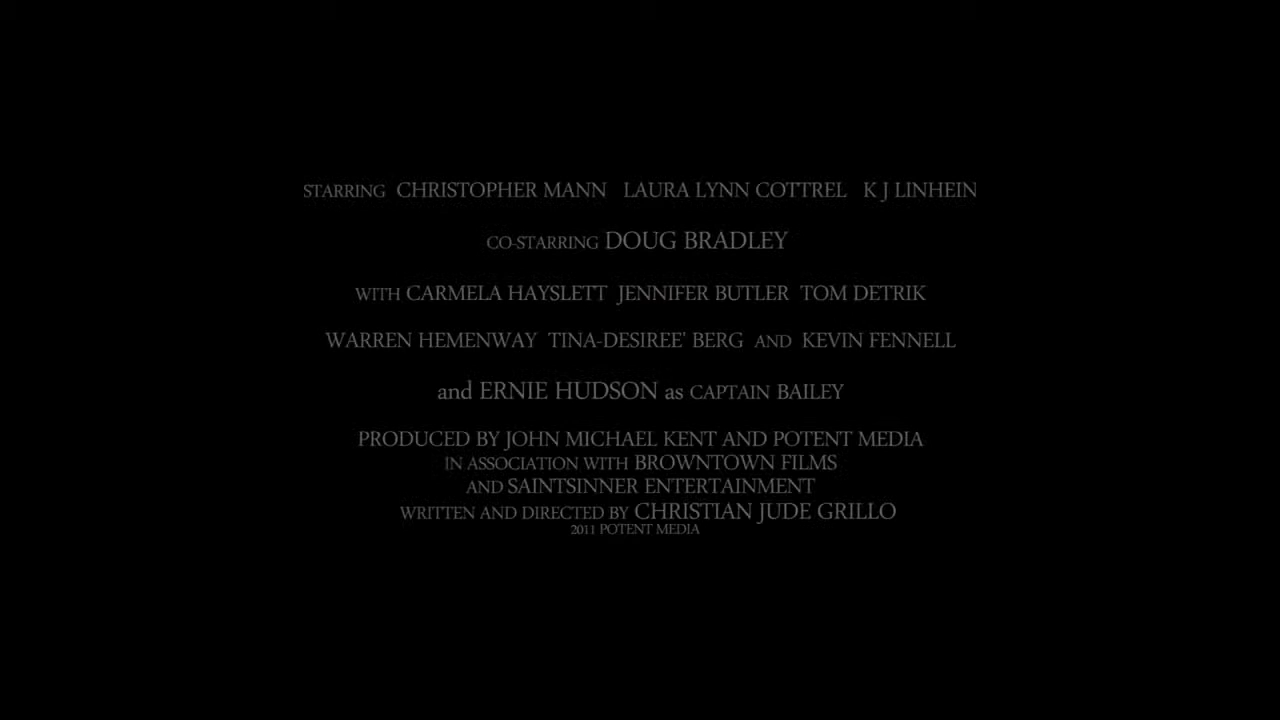 STARRING CHRISTOPHER MANN LAURA LYNN COTTREL K J LINHEIN
CO-STARRING DOUG BRADLEY
WITH CARMELA HAYSLETT JENNIFER BUTLER TOM DETRIK
WARREN HEMENWAY TINA-DESIREE' BERG AND KEVIN FENNELL
and ERNIE HUDSON as CAPTAIN BAILEY
PRODUCED BY JOHN MICHAEL KENT AND POTENT MEDIA
IN ASSOCIATION WITH BROWNTOWN FILMS
AND SAINTSINNER ENTERTAINMENT
WRITTEN AND DIRECTED BY CHRISTIAN JUDE GRILLO
2011 POTENT MEDIA